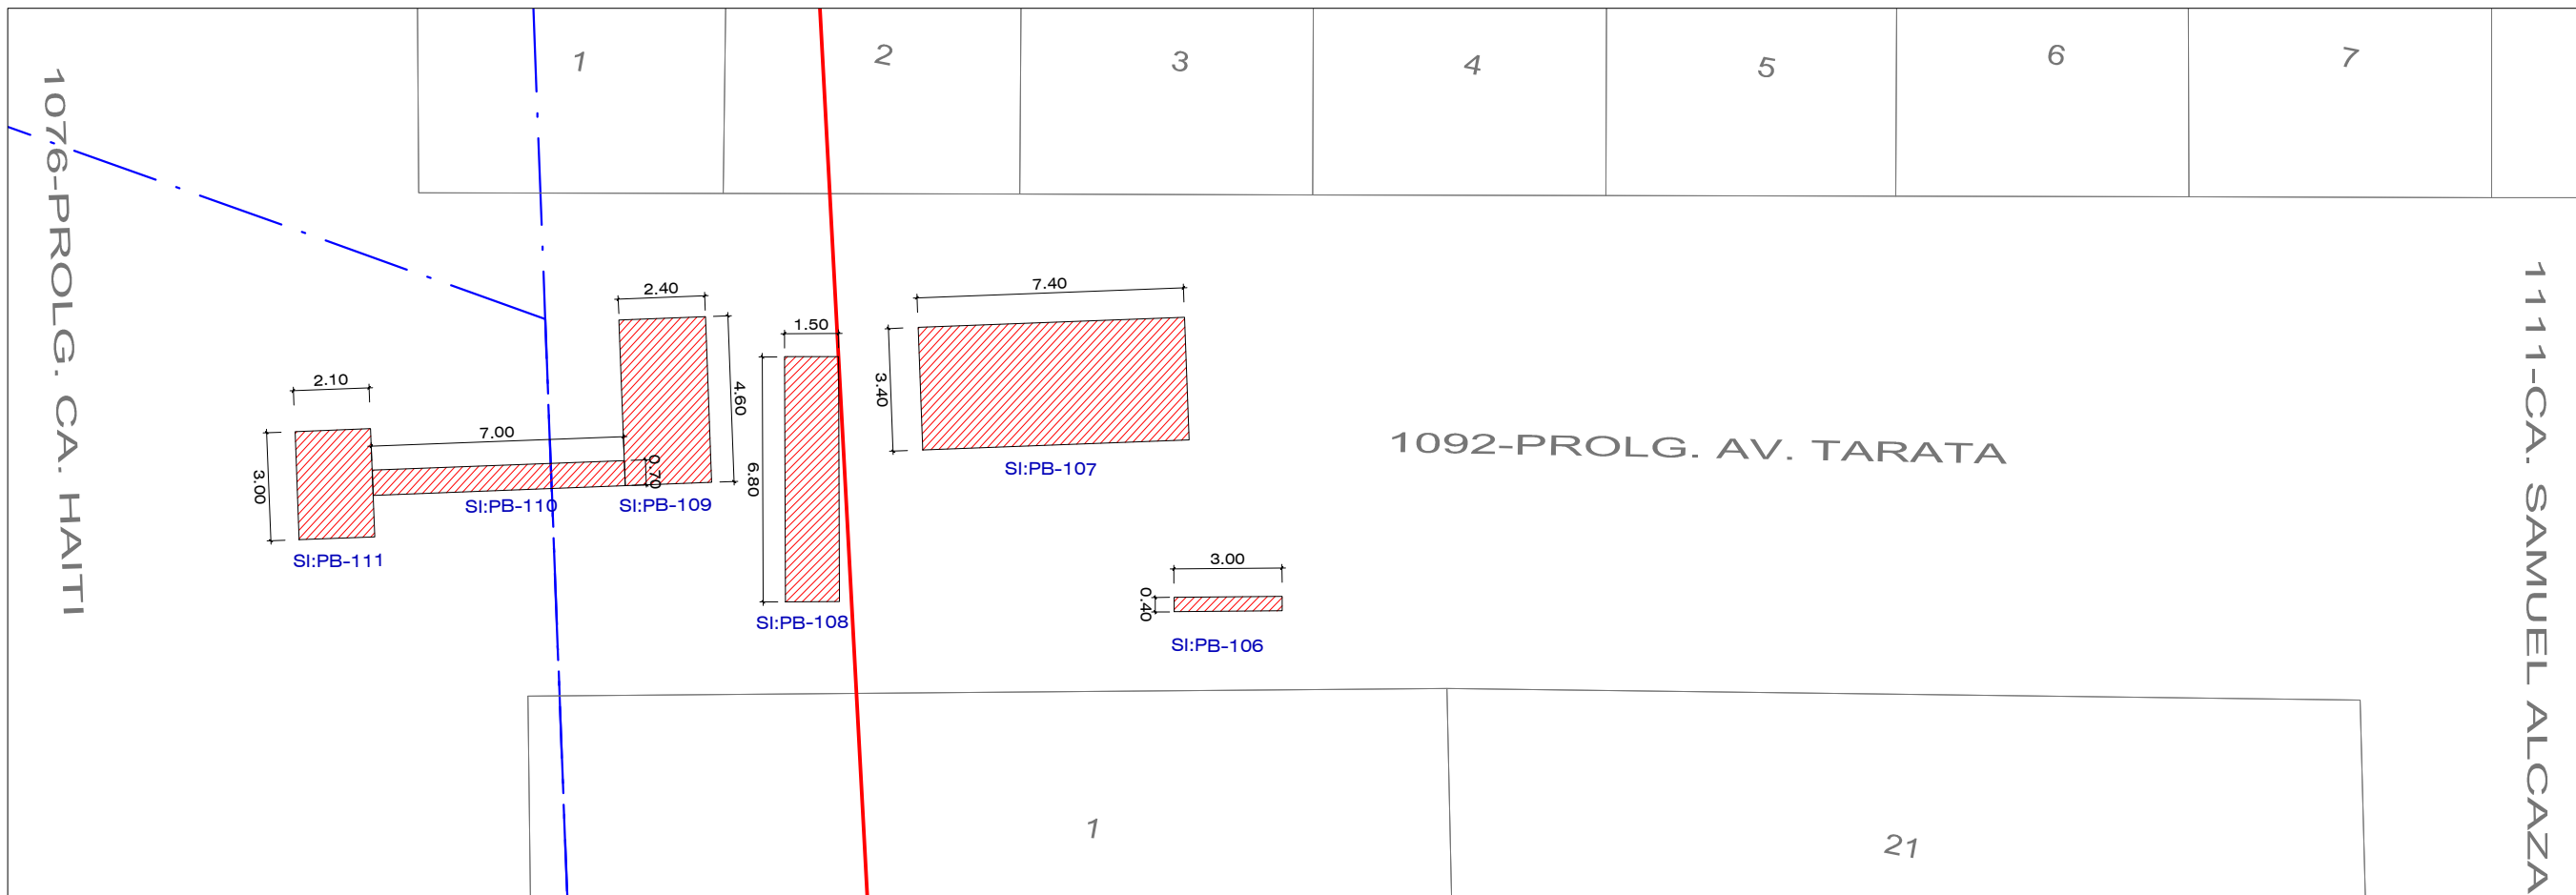 1
2
3
4
5
6
7
1076-PROLG. CA. HAITI
2.40
7.40
1.50
2.10
3.40
4.60
7.00
3.00
0.70
6.80
1092-PROLG. AV. TARATA
SI:PB-107
SI:PB-110
SI:PB-109
SI:PB-111
3.00
0.40
SI:PB-108
SI:PB-106
1111-CA. SAMUEL ALCAZA
1
21